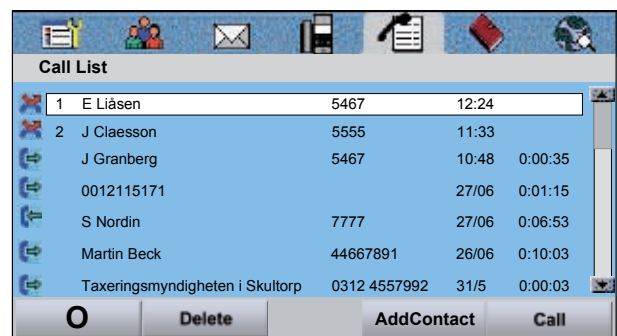 Call List
1 E Liåsen 5467 12:24
2 J Claesson 5555 11:33
J Granberg 5467 10:48 0:00:35
0012115171 27/06 0:01:15
S Nordin 7777 27/06 0:06:53
Martin Beck 44667891 26/06 0:10:03
Taxeringsmyndigheten i Skultorp 0312 4557992 31/5 0:00:03
O Delete AddContact Call